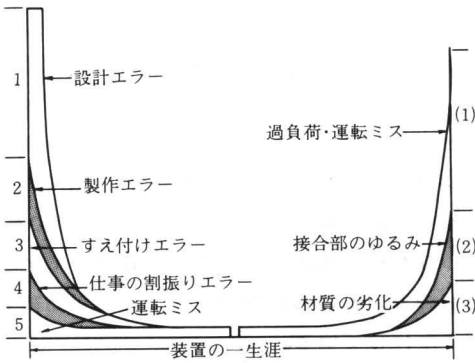 1
設計エラー
過負荷・運転ミス
(1)
2
製作エラー
3
すえ付けエラー
接合部のゆるみ
(2)
4
仕事の割振りエラー
運転ミス
材質の劣化
(3)
5
装置の一生涯